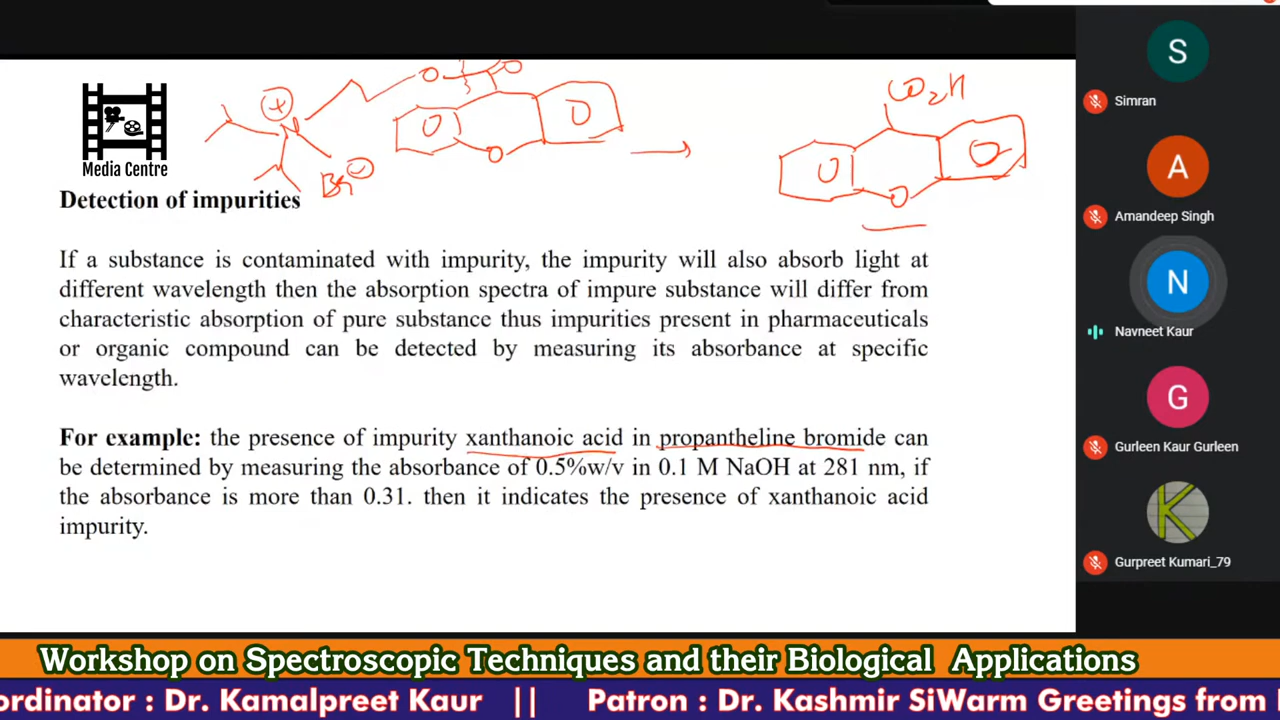 CO2H
O
O
N
Br
O
O
O
O
O
O
Media Centre
Detection of impurities
If a substance is contaminated with impurity, the impurity will also absorb light at
different wavelength then the absorption spectra of impure substance will differ from
characteristic absorption of pure substance thus impurities present in pharmaceuticals
or organic compound can be detected by measuring its absorbance at specific
wavelength.
For example: the presence of impurity xanthanoic acid in propantheline bromide can
be determined by measuring the absorbance of 0.5%w/v in 0.1 M NaOH at 281 nm, if
the absorbance is more than 0.31. then it indicates the presence of xanthanoic acid
impurity.
S
Simran
A
Amandeep Singh
N
Navneet Kaur
G
Gurleen Kaur Gurleen
K
Gurpreet Kumari_79
Workshop on Spectroscopic Techniques and their Biological Applications
ordinator : Dr. Kamalpreet Kaur || Patron : Dr. Kashmir SiWarm Greetings from